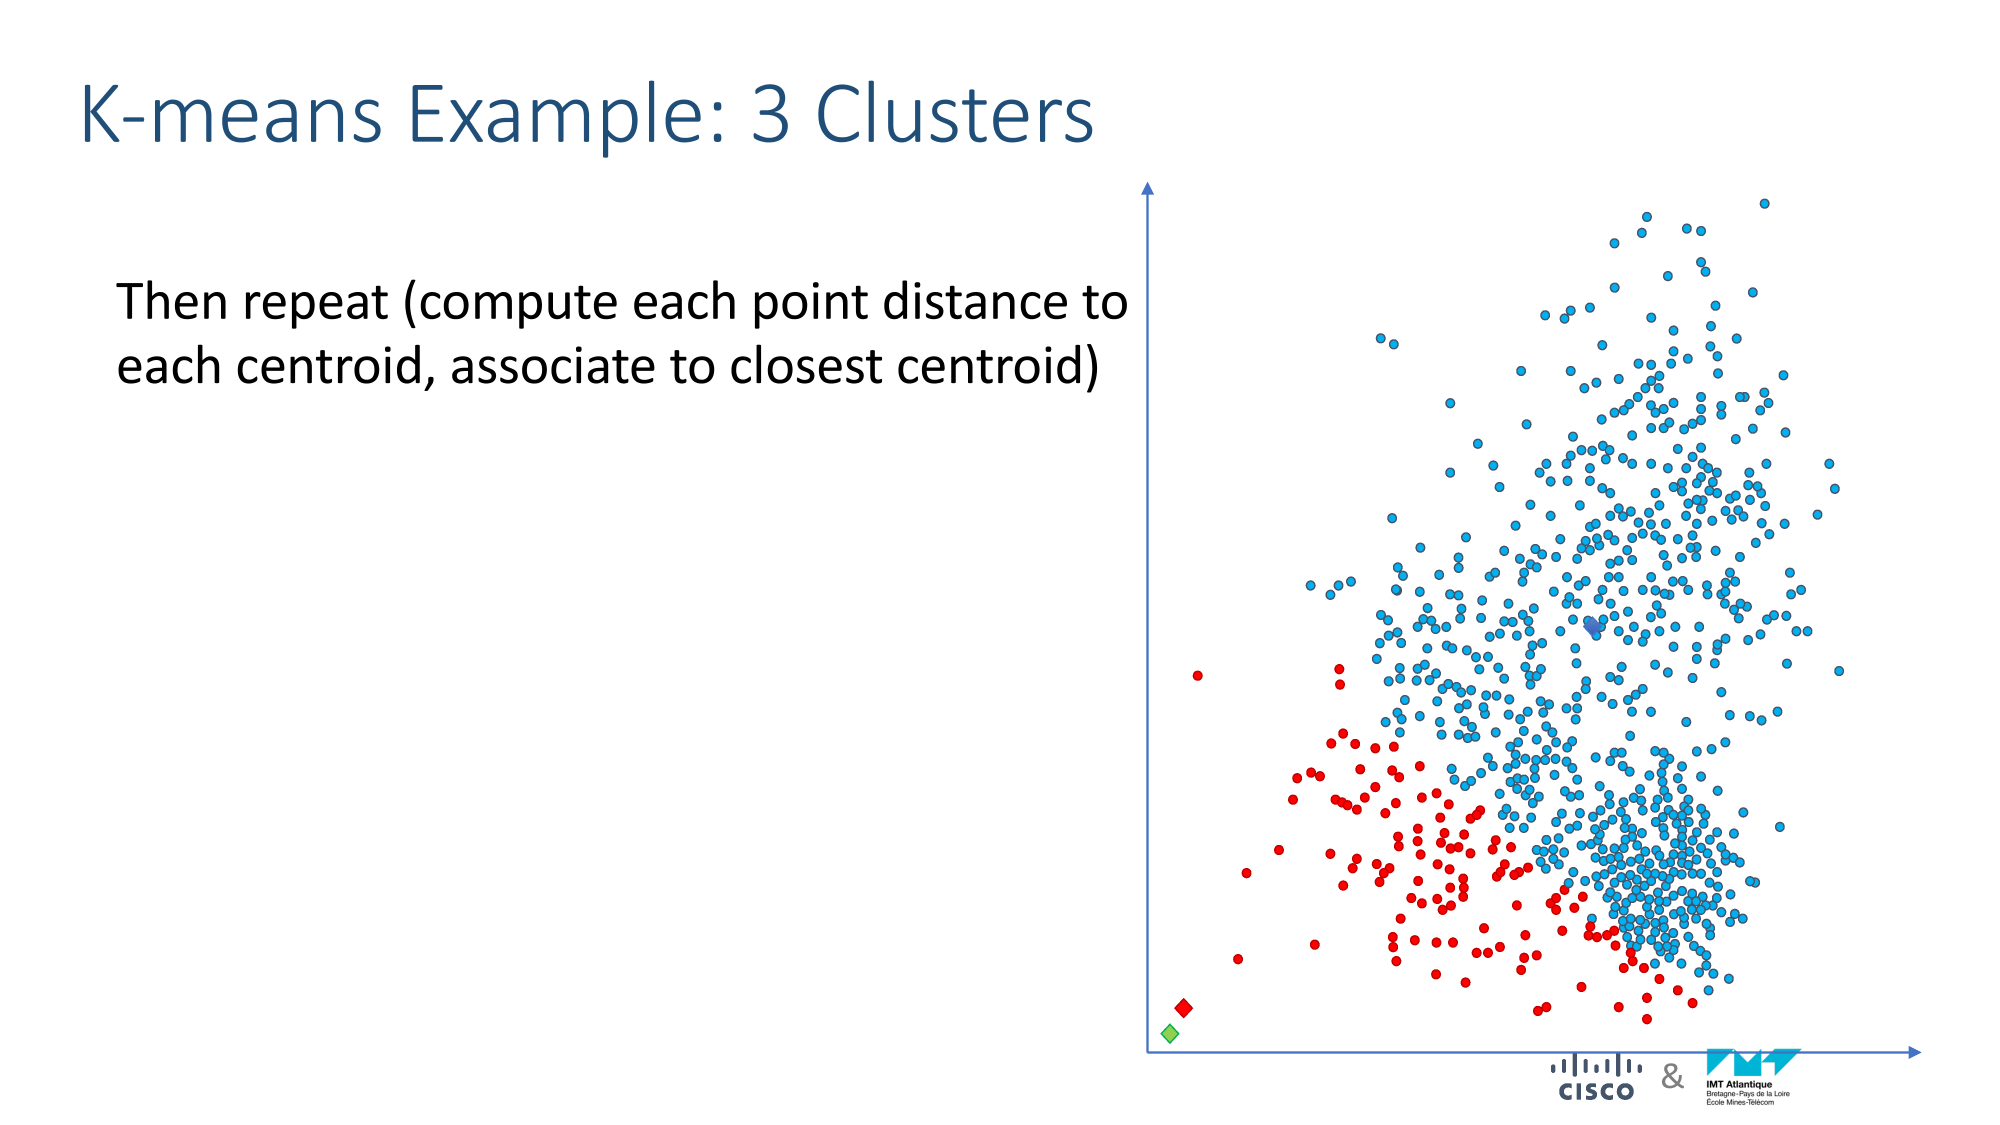 K-means Example: 3 Clusters
Then repeat (compute each point distance to
each centroid, associate to closest centroid)
CISCO
&
IMT Atlantique
Bretagne-Pays de la Loire
École Mines-Télécom